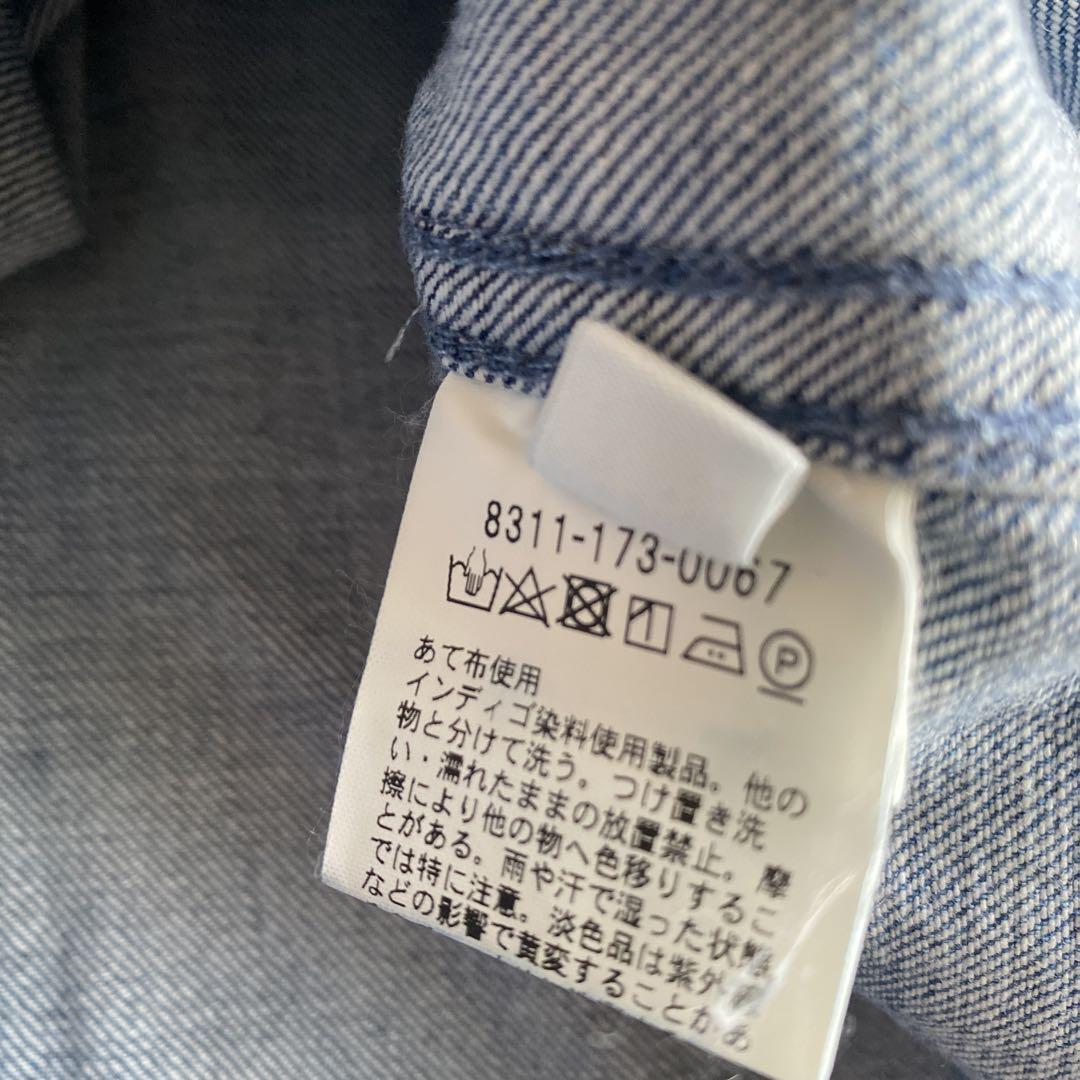 8311-173-0067
P
あて布使用
インディゴ染料使用製品。他の
物と分けて洗う。つけ置き洗
い・濡れたままの放置禁止。摩
擦により他の物へ色移りするこ
とがある。雨や汗で湿った状態
では特に注意。淡色品は紫外線
などの影響で黄変することがあ